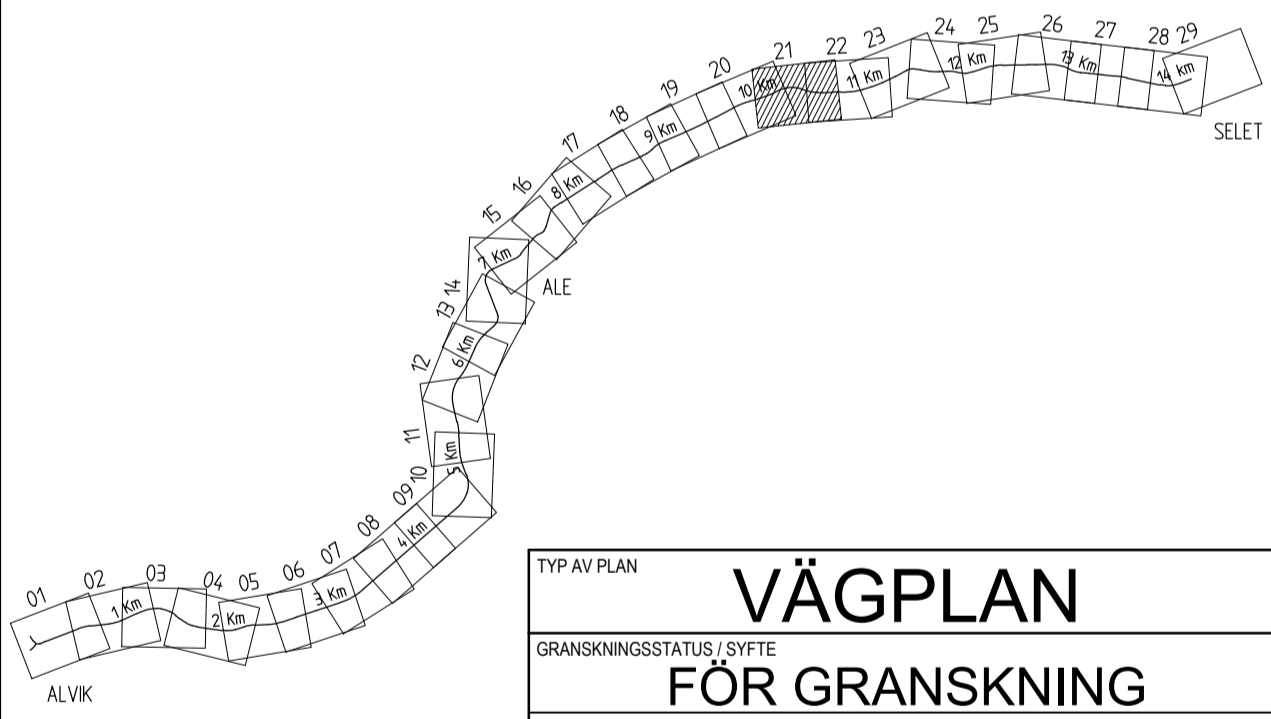 01
02
03
04
05
06
07
08
09
10
11
12
13
14
15
16
17
18
19
20
21
22
23
24
25
26
27
28
29
1 Km
2 Km
3 Km
4 Km
5 Km
6 Km
7 Km
8 Km
9 Km
10 Km
11 Km
12 Km
13 Km
14 Km
SELET
ALE
ALVIK
TYP AV PLAN
VÄGPLAN
GRANSKNINGSSTATUS / SYFTE
FÖR GRANSKNING